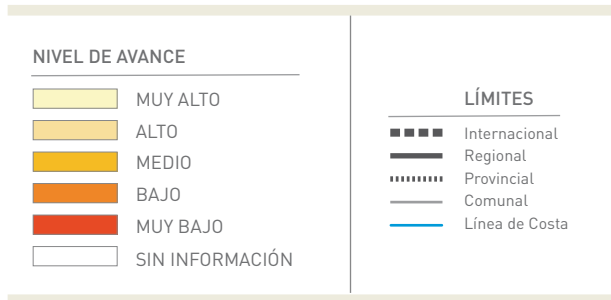 NIVEL DE AVANCE
MUY ALTO
ALTO
MEDIO
BAJO
MUY BAJO
SIN INFORMACIÓN
LÍMITES
Internacional
Regional
Provincial
Comunal
Línea de Costa